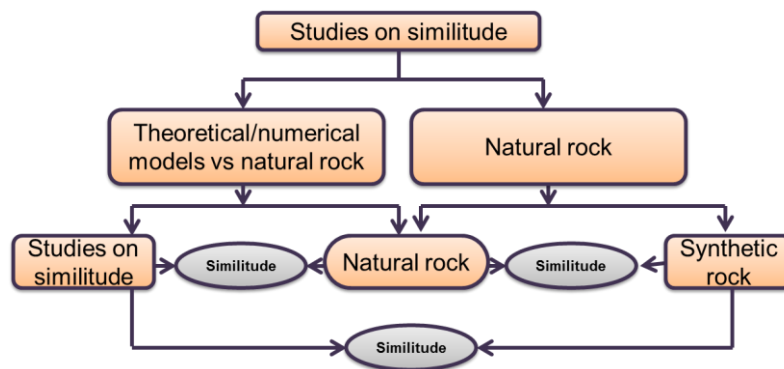 Studies on similitude
Theoretical/numerical
models vs natural rock
Natural rock
Studies on
similitude
Similitude
Natural rock
Similitude
Synthetic
rock
Similitude